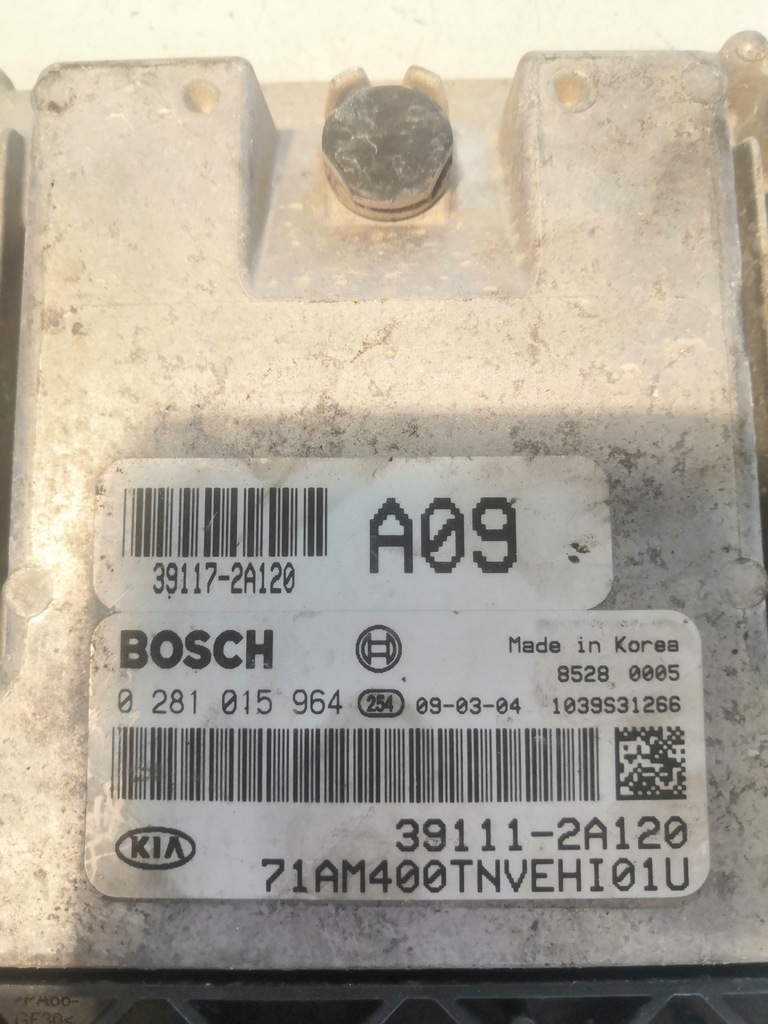 39117-2A120
A09
BOSCH
Made in Korea
8528 0005
0 281 015 964 254 09-03-04 1039S31266
KIA
39111-2A120
71AM400TNVEHI01U